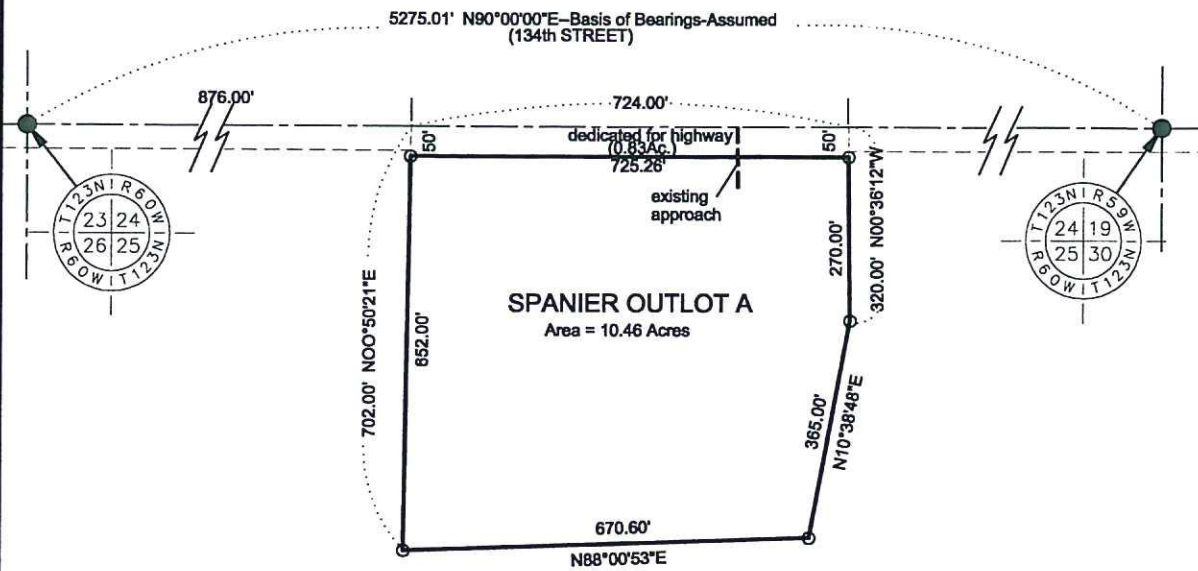 5275.01' N90°00'00"E–Basis of Bearings-Assumed
(134th STREET)
876.00'
724.00'
50'
dedicated for highway
(0.83Ac.)
50'
725.26'
existing
approach
T123N R60W
23 24
26 25
R60W T123N
T123N R59W
24 19
25 30
R60W T123N
270.00'
320.00' N00°36'12"W
SPANIER OUTLOT A
Area = 10.46 Acres
652.00'
702.00' NOO°50'21"E
365.00'
N10°38'48"E
670.60'
N88°00'53"E